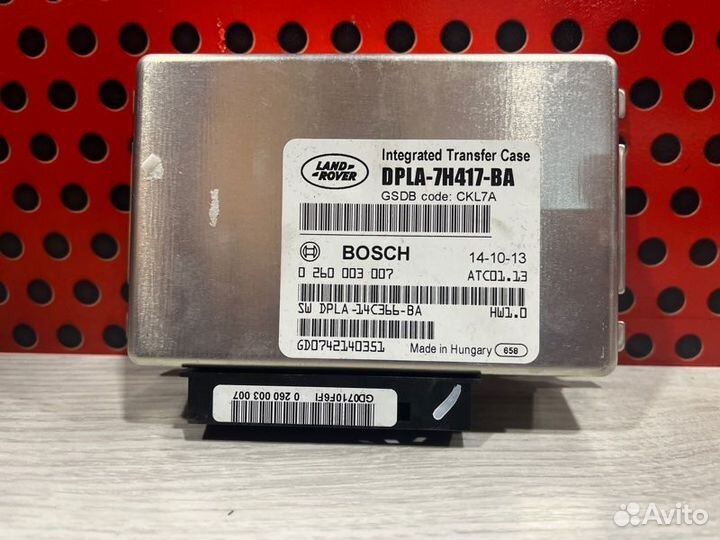 LAND-
ROVER
Integrated Transfer Case
DPLA-7H417-BA
GSDB code: CKL7A
BOSCH
14-10-13
0 260 003 007
ATC01.13
SW DPLA-14C366-BA
HW1.0
GD0742140351
Made in Hungary
658
GD0710F6FI 0 260 003 007
Avito